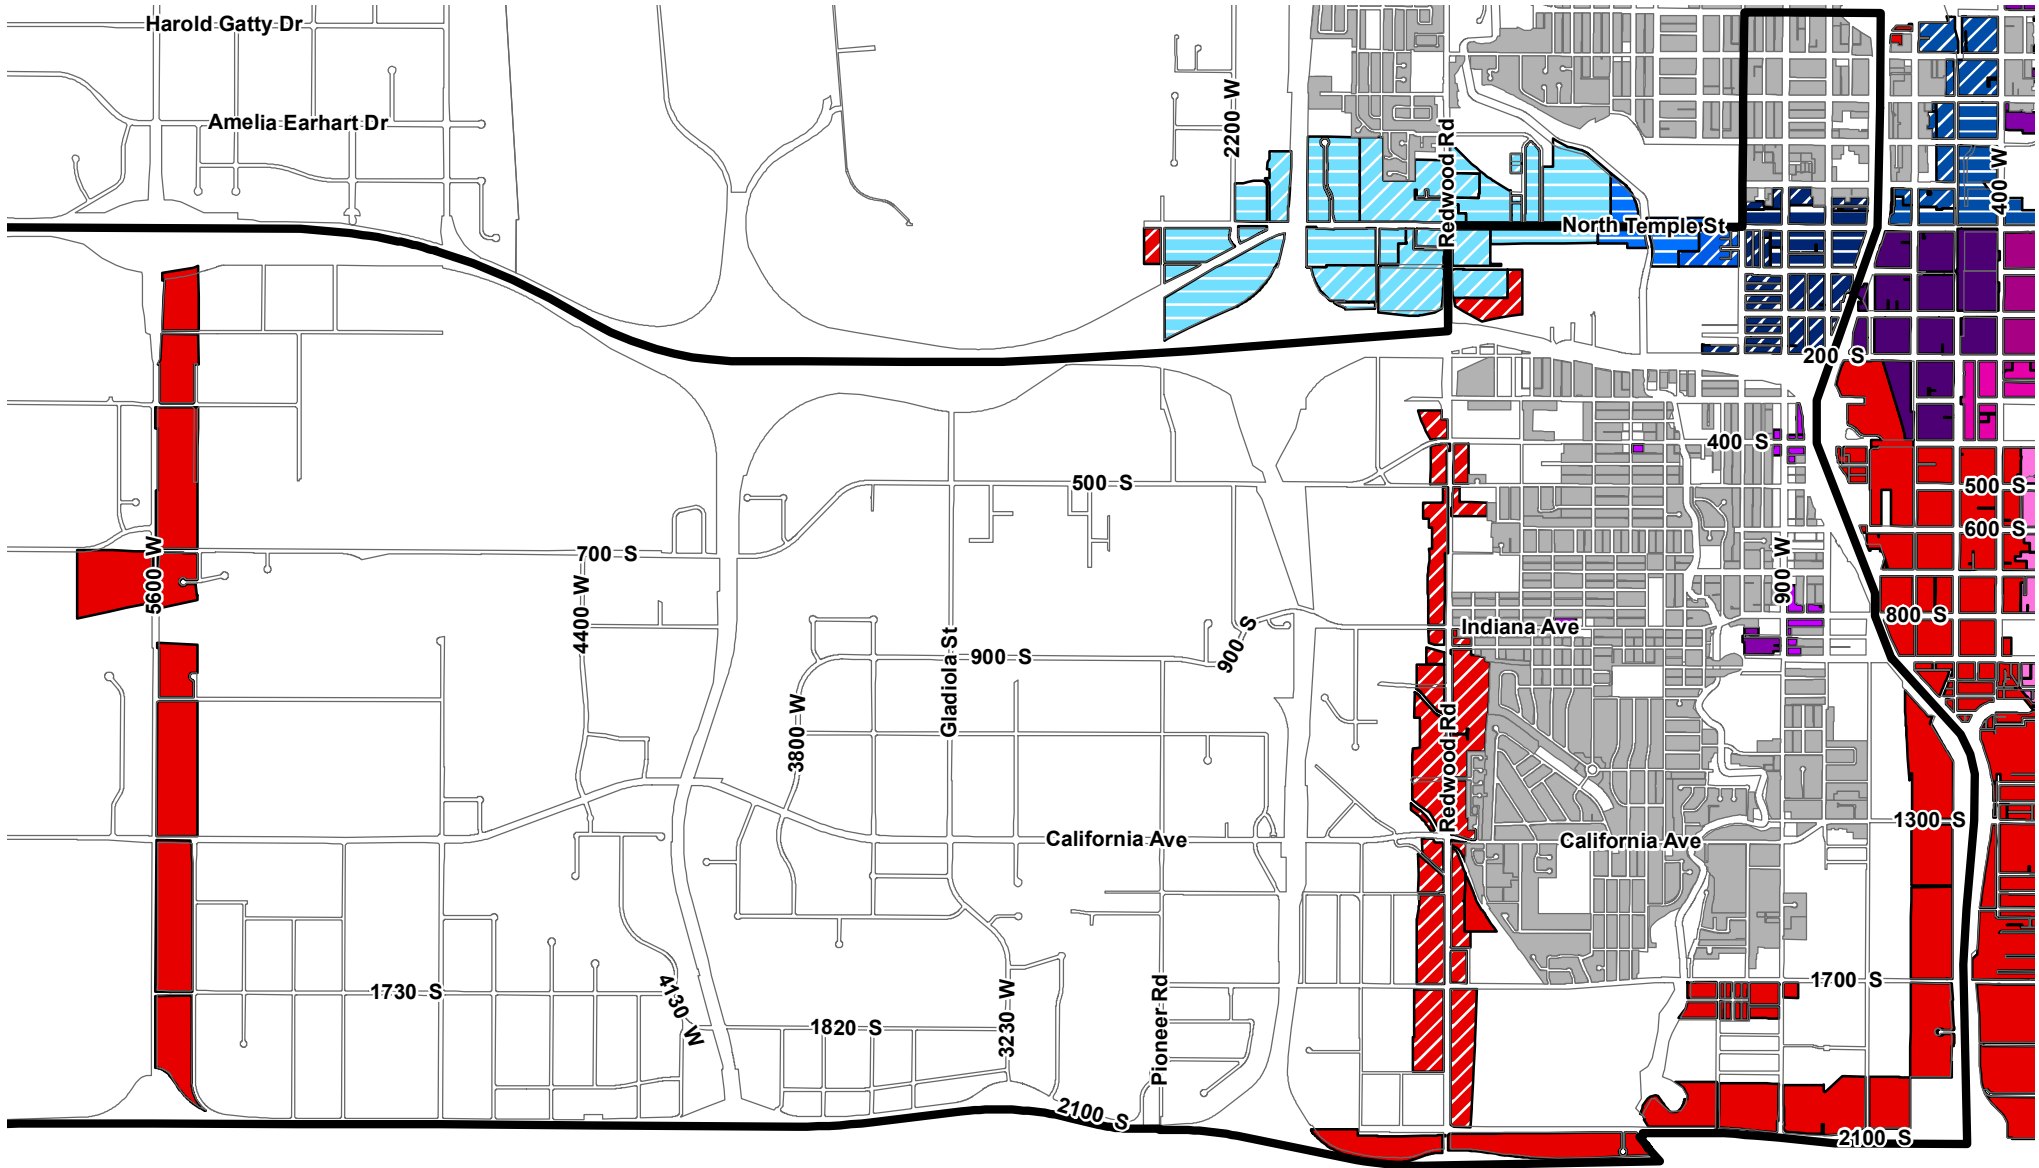 Harold Gatty Dr
Amelia Earhart Dr
2200 W
Redwood Rd
400 W
North Temple St
200 S
400 S
500 S
500 S
600 S
700 S
5600 W
4400 W
900 W
800 S
Indiana Ave
900 S
900 S
Gladiola St
3800 W
Redwood Rd
1300 S
California Ave
California Ave
1700 S
1730 S
4130 W
1820 S
3230 W
Pioneer Rd
2100 S
2100 S